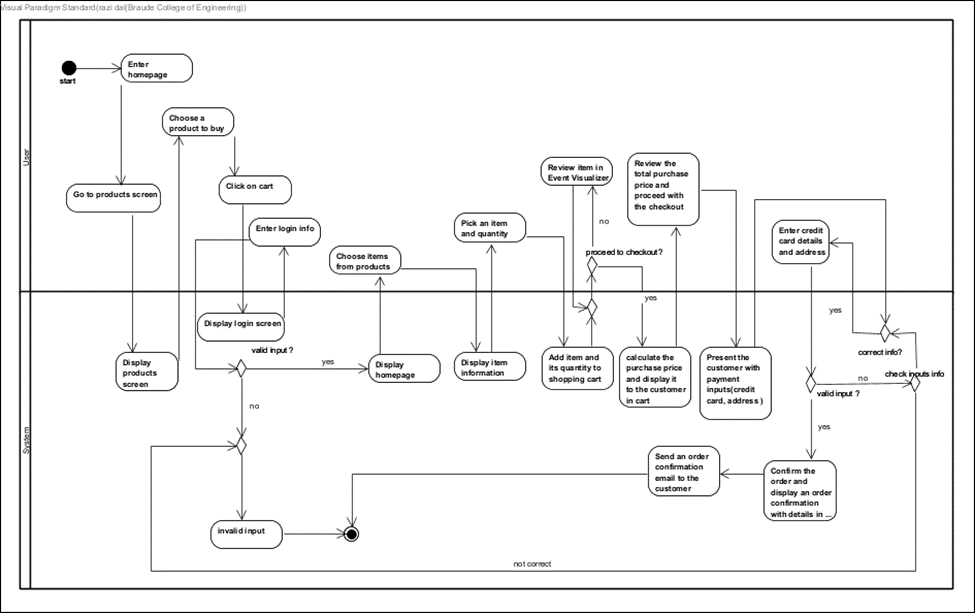 Visual Paradigm Standard(razi dal(Braude College of Engineering))
User
start
Enter
homepage
Choose a
product to buy
Go to products screen
Click on cart
Enter login info
Choose items
from products
Pick an item
and quantity
Review item in
Event Visualizer
Review the
total purchase
price and
proceed with
the checkout
no
proceed to checkout?
Enter credit
card details
and address
System
Display
products
screen
Display login screen
valid input ?
yes
no
Display
homepage
Display item
information
Add item and
its quantity to
shopping cart
yes
calculate the
purchase price
and display it
to the customer
in cart
Present the
customer with
payment
inputs(credit
card, address )
yes
correct info?
check inputs info
no
valid input ?
yes
Send an order
confirmation
email to the
customer
Confirm the
order and
display an order
confirmation
with details in ...
invalid input
not correct